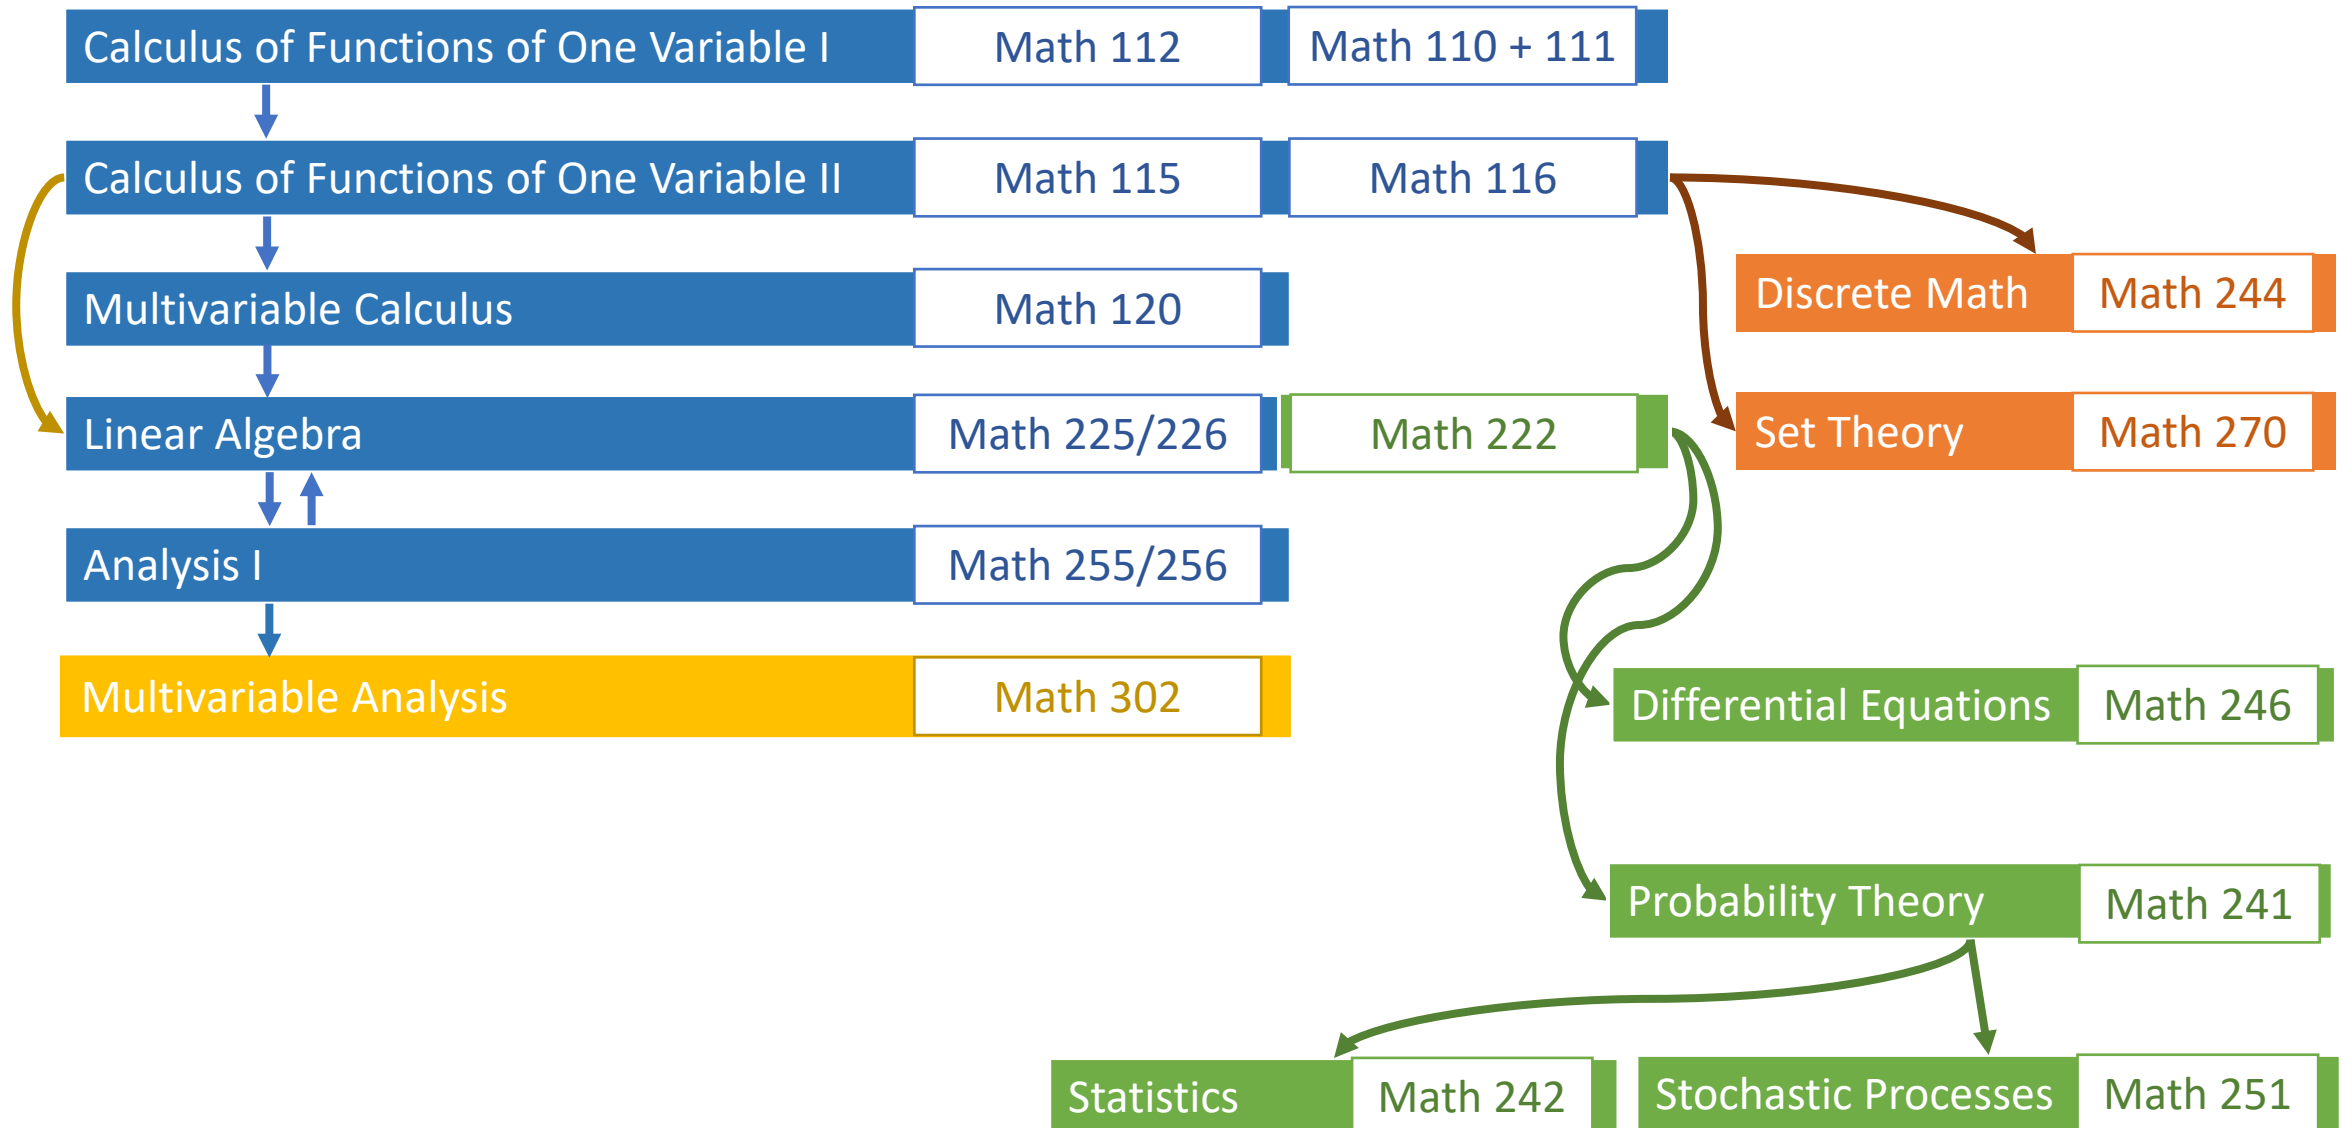 Calculus of Functions of One Variable I Math 112 Math 110 + 111
Calculus of Functions of One Variable II Math 115 Math 116
Multivariable Calculus Math 120
Discrete Math Math 244
Linear Algebra Math 225/226 Math 222
Set Theory Math 270
Analysis I Math 255/256
Multivariable Analysis Math 302
Differential Equations Math 246
Probability Theory Math 241
Statistics Math 242
Stochastic Processes Math 251